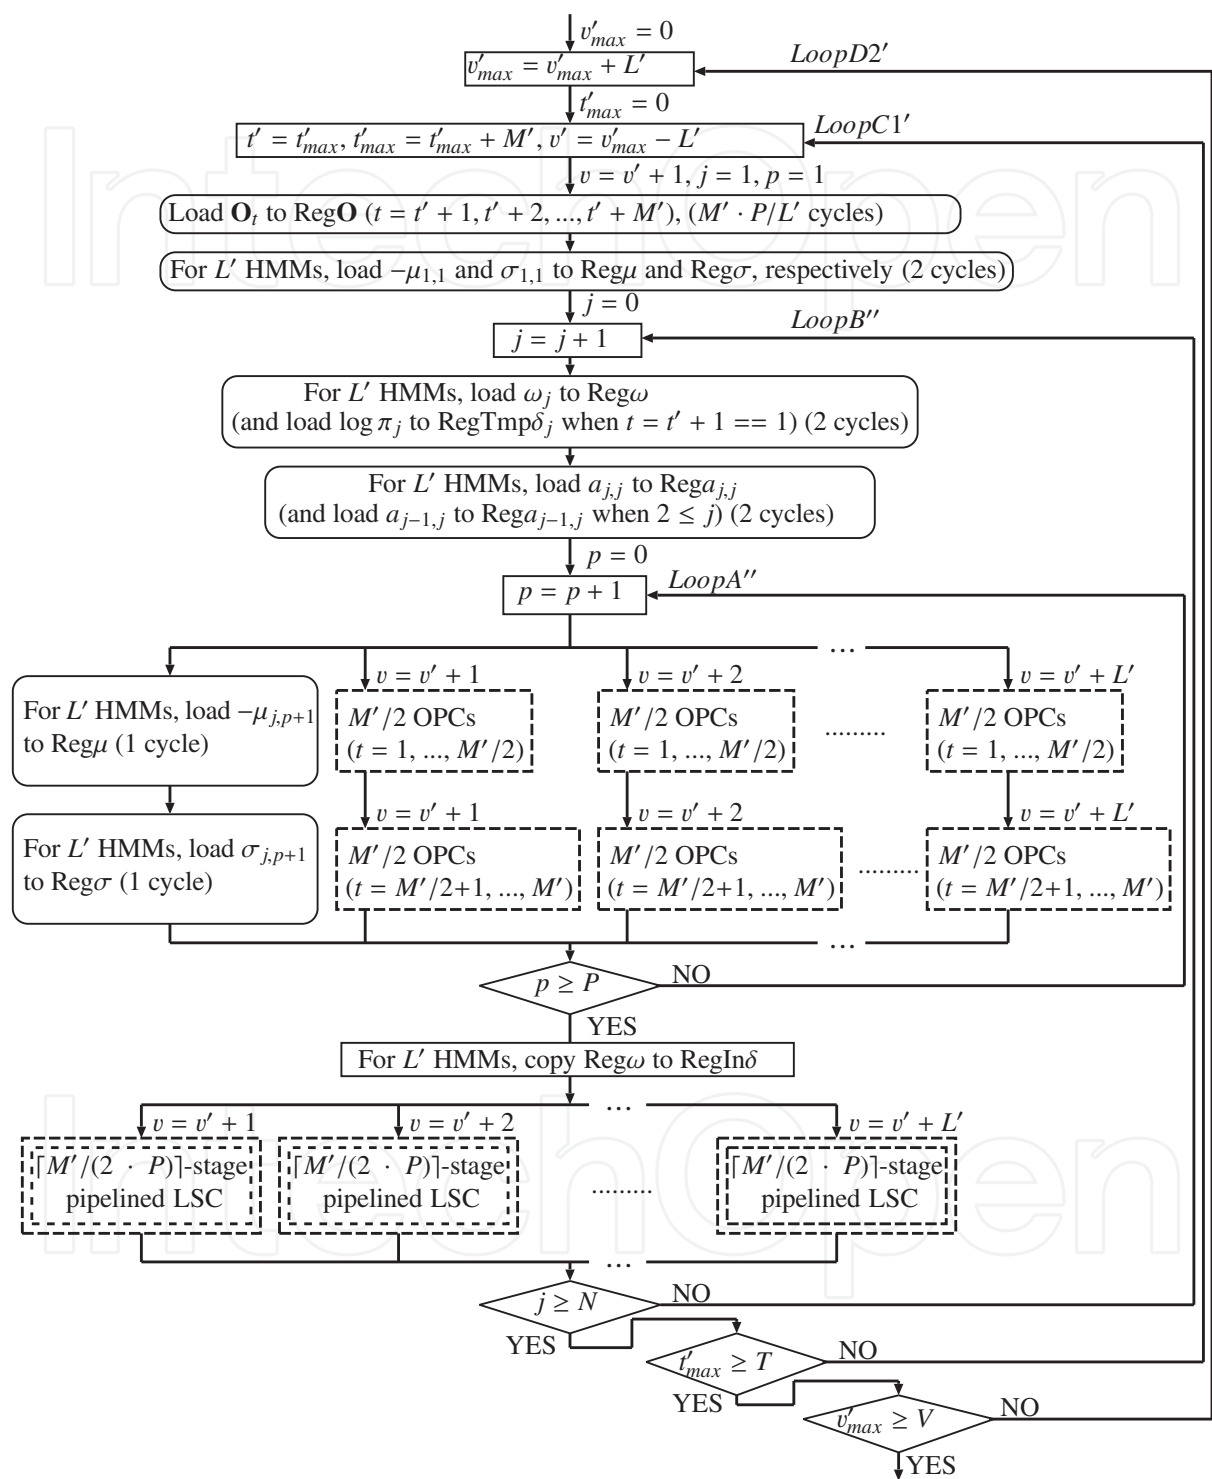 v'max = 0
LoopD2'
v'max = v'max + L'
t'max = 0
LoopC1'
t' = t'max, t'max = t'max + M', v' = v'max − L'
v = v' + 1, j = 1, p = 1
Load Ot to RegO (t = t' + 1, t' + 2, ..., t' + M'), (M' · P/L' cycles)
For L' HMMs, load −μ1,1 and σ1,1 to Regμ and Regσ, respectively (2 cycles)
j = 0
LoopB''
j = j + 1
For L' HMMs, load ωj to Regω
(and load log πj to RegTmpδj when t = t' + 1 == 1) (2 cycles)
For L' HMMs, load aj,j to Regaj,j
(and load aj−1,j to Regaj−1,j when 2 ≤ j) (2 cycles)
p = 0
LoopA''
p = p + 1
...
v = v' + 1 v = v' + 2 v = v' + L'
For L' HMMs, load −μj,p+1
to Regμ (1 cycle)
M'/2 OPCs M'/2 OPCs M'/2 OPCs
(t = 1, ..., M'/2) (t = 1, ..., M'/2) ......... (t = 1, ..., M'/2)
v = v' + 1 v = v' + 2 v = v' + L'
For L' HMMs, load σj,p+1
to Regσ (1 cycle)
M'/2 OPCs M'/2 OPCs M'/2 OPCs
(t = M'/2+1, ..., M') (t = M'/2+1, ..., M') ......... (t = M'/2+1, ..., M')
...
p ≥ P NO
YES
For L' HMMs, copy Regω to RegInδ
...
v = v' + 1 v = v' + 2 v = v' + L'
⌈M'/(2 · P)⌉-stage ⌈M'/(2 · P)⌉-stage ⌈M'/(2 · P)⌉-stage
pipelined LSC pipelined LSC ......... pipelined LSC
...
j ≥ N NO
YES
t'max ≥ T NO
YES
v'max ≥ V NO
YES
IntechOpen
IntechOpen